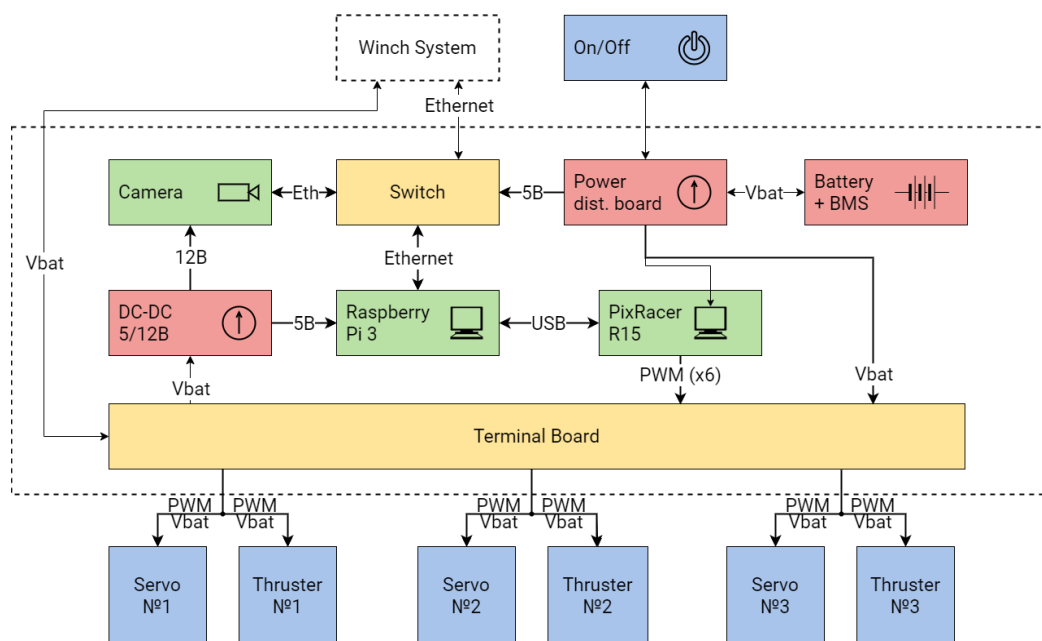 Winch System
On/Off
Ethernet
Camera
Eth
Switch
5B
Power
dist. board
Vbat
Battery
+ BMS
Vbat
12B
Ethernet
DC-DC
5/12B
5B
Raspberry
Pi 3
USB
PixRacer
R15
Vbat
PWM (x6)
Vbat
Terminal Board
PWM
Vbat
PWM
Vbat
PWM
Vbat
PWM
Vbat
PWM
Vbat
PWM
Vbat
Servo
№1
Thruster
№1
Servo
№2
Thruster
№2
Servo
№3
Thruster
№3